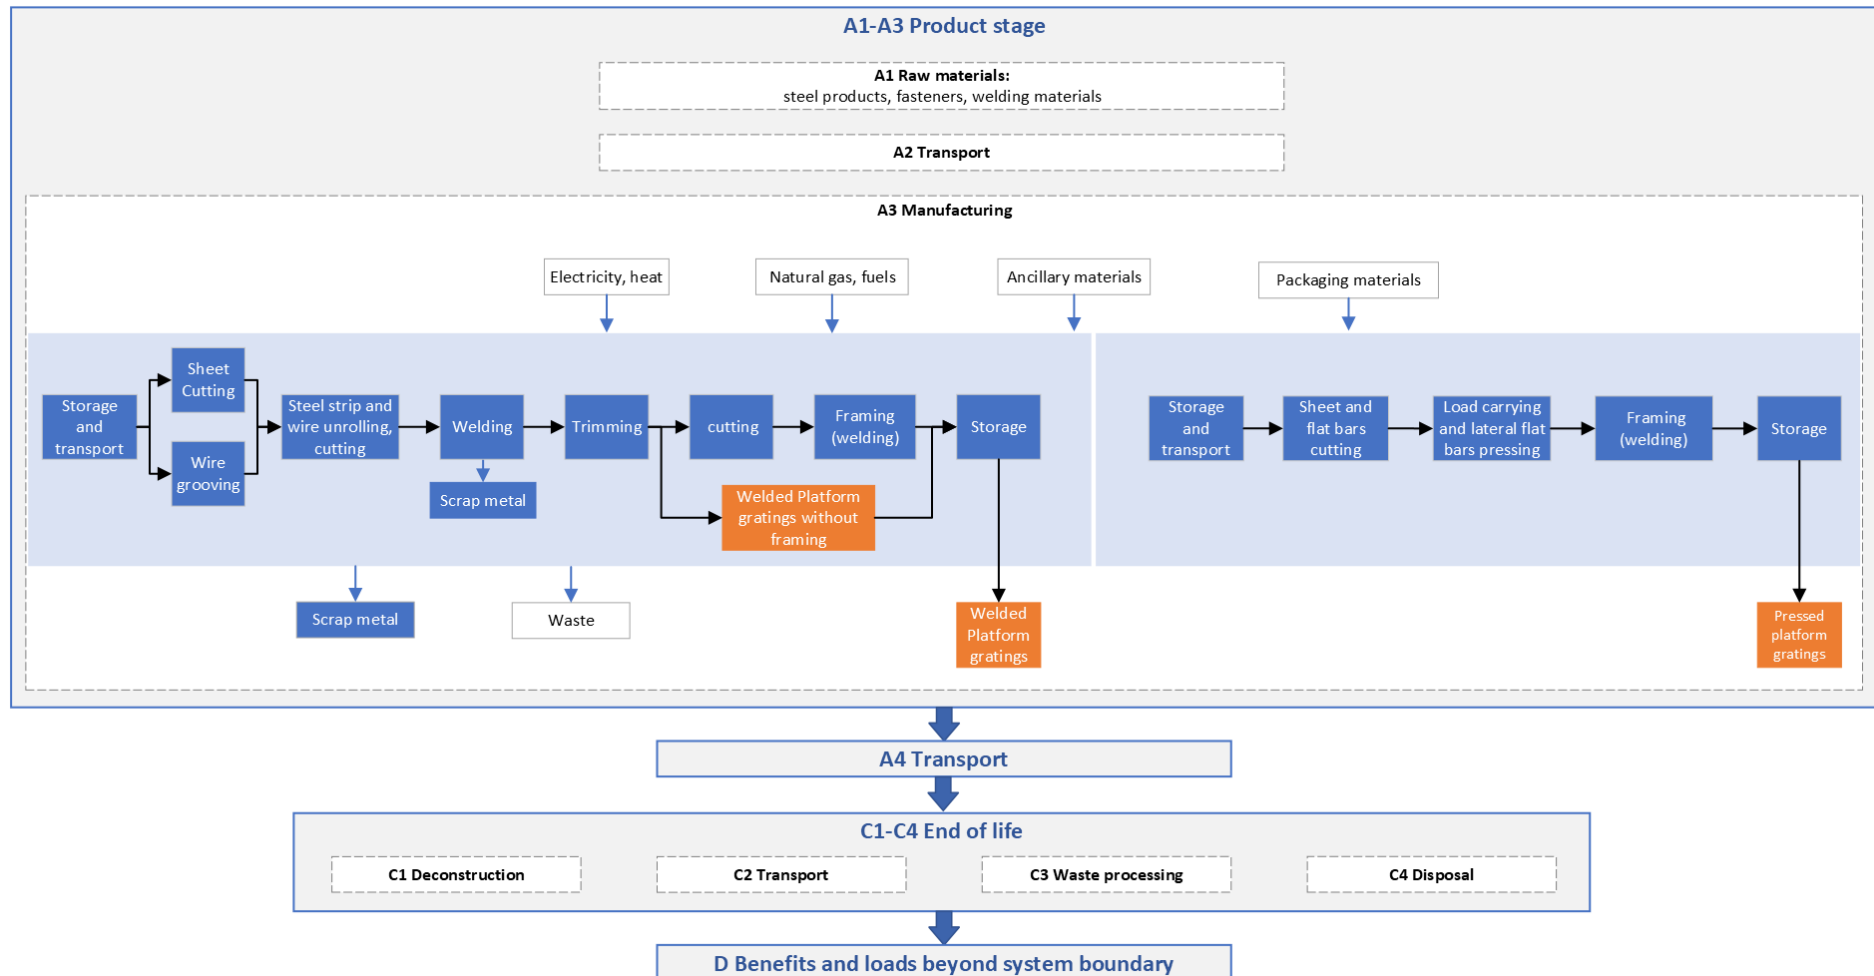 A1-A3 Product stage
A1 Raw materials:
steel products, fasteners, welding materials
A2 Transport
A3 Manufacturing
Electricity, heat
Natural gas, fuels
Ancillary materials
Packaging materials
Storage
and
transport
Sheet
Cutting
Wire
grooving
Steel strip and
wire unrolling,
cutting
Welding
Scrap metal
Trimming
cutting
Framing
(welding)
Storage
Welded Platform
gratings without
framing
Storage
and
transport
Sheet and
flat bars
cutting
Load carrying
and lateral flat
bars pressing
Framing
(welding)
Storage
Scrap metal
Waste
Welded
Platform
gratings
Pressed
platform
gratings
A4 Transport
C1-C4 End of life
C1 Deconstruction
C2 Transport
C3 Waste processing
C4 Disposal
D Benefits and loads beyond system boundary